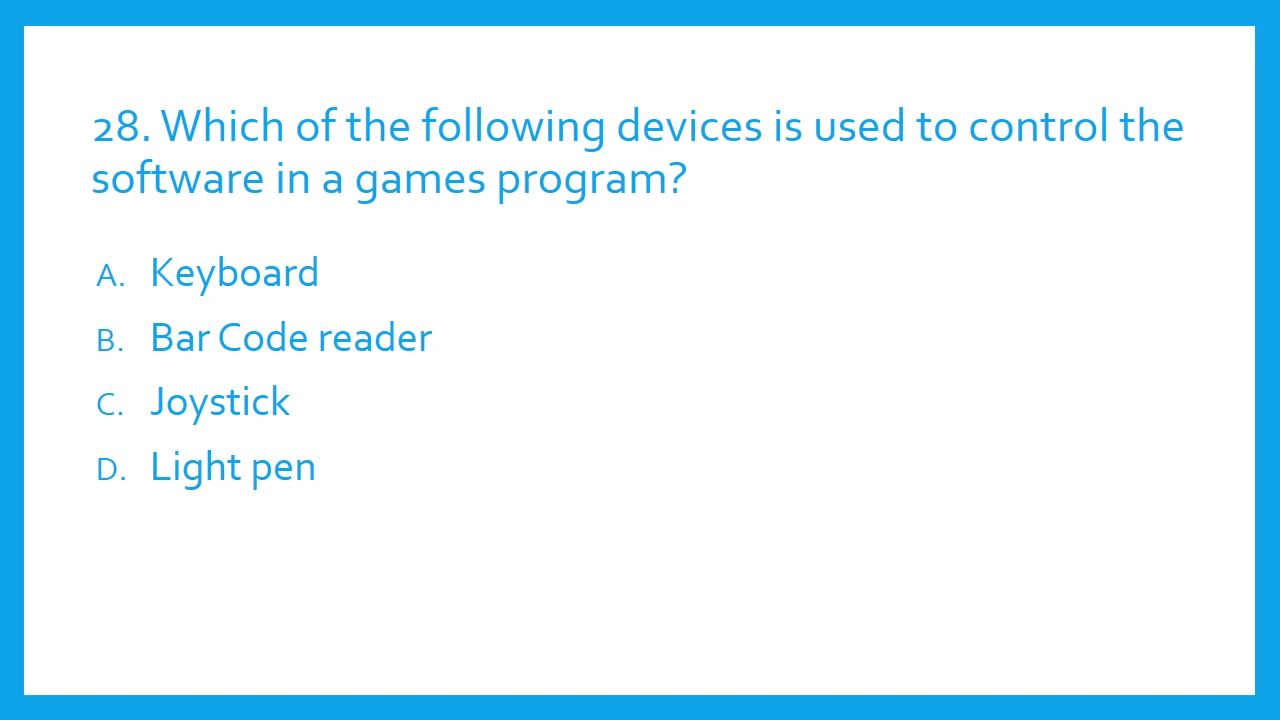 28. Which of the following devices is used to control the
software in a games program?
A. Keyboard
B. Bar Code reader
C. Joystick
D. Light pen